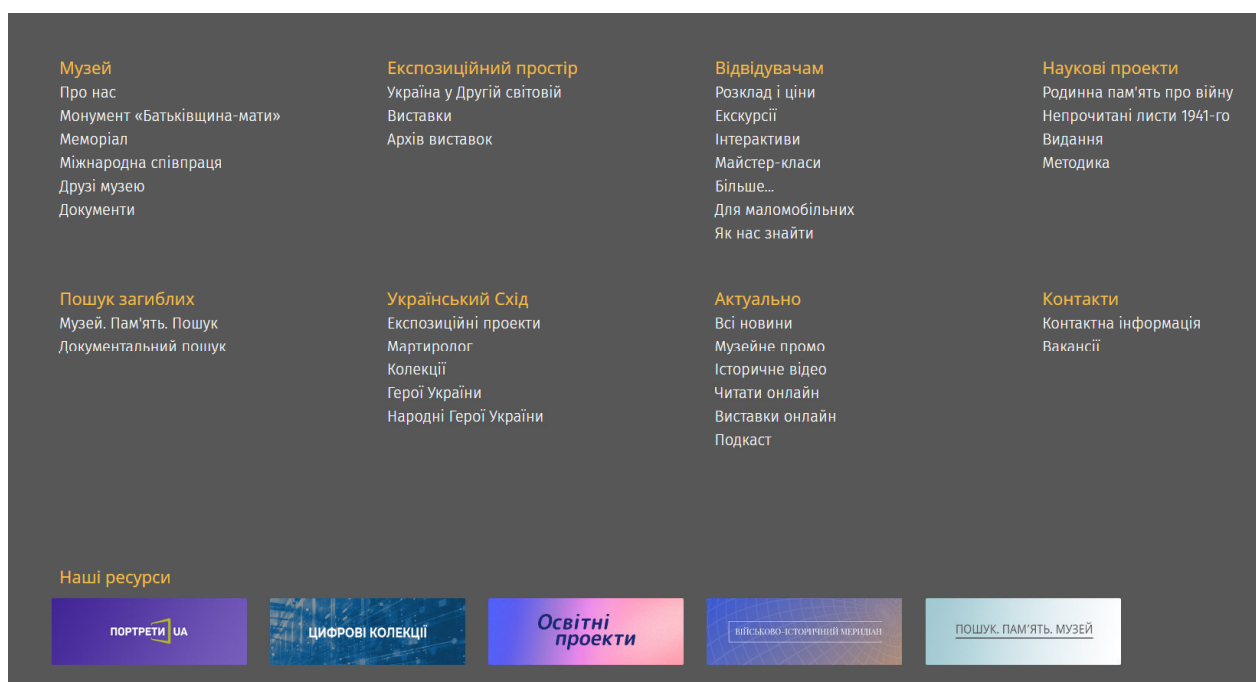 Музей
Про нас
Монумент «Батьківщина-мати»
Меморіал
Міжнародна співпраця
Друзі музею
Документи
Експозиційний простір
Україна у Другій світовій
Виставки
Архів виставок
Відвідувачам
Розклад і ціни
Екскурсії
Інтерактиви
Майстер-класи
Більше...
Для маломобільних
Як нас знайти
Наукові проекти
Родинна пам'ять про війну
Непрочитані листи 1941-го
Видання
Методика
Пошук загиблих
Музей. Пам'ять. Пошук
Документальний пошук
Український Схід
Експозиційні проекти
Мартиролог
Колекції
Герої України
Народні Герої України
Актуально
Всі новини
Музейне промо
Історичне відео
Читати онлайн
Виставки онлайн
Подкаст
Контакти
Контактна інформація
Вакансії
Наші ресурси
ПОРТРЕТИ UA
ЦИФРОВІ КОЛЕКЦІЇ
Освітні
проекти
ВІЙСЬКОВО-ІСТОРИЧНИЙ МЕРИДІАН
ПОШУК. ПАМ'ЯТЬ. МУЗЕЙ